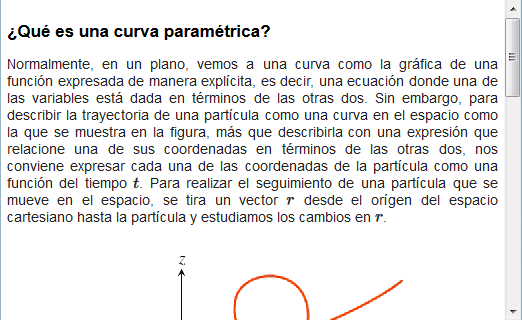 ¿Qué es una curva paramétrica?
Normalmente, en un plano, vemos a una curva como la gráfica de una
función expresada de manera explícita, es decir, una ecuación donde una de
las variables está dada en términos de las otras dos. Sin embargo, para
describir la trayectoria de una partícula como una curva en el espacio como
la que se muestra en la figura, más que describirla con una expresión que
relacione una de sus coordenadas en términos de las otras dos, nos
conviene expresar cada una de las coordenadas de la partícula como una
función del tiempo t. Para realizar el seguimiento de una partícula que se
mueve en el espacio, se tira un vector r desde el orígen del espacio
cartesiano hasta la partícula y estudiamos los cambios en r.
z